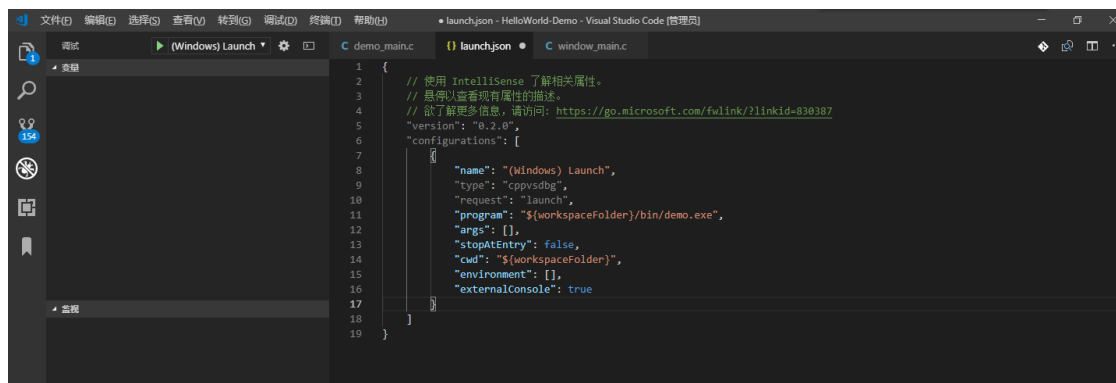 文件(F) 编辑(E) 选择(S) 查看(V) 转到(G) 调试(D) 终端(T) 帮助(H) ● launch.json - HelloWorld-Demo - Visual Studio Code [管理员]
调试 (Windows) Launch
C demo_main.c {} launch.json ● C window_main.c
1
154
变量
监视
1 {
2 // 使用 IntelliSense 了解相关属性。
3 // 悬停以查看现有属性的描述。
4 // 欲了解更多信息，请访问: https://go.microsoft.com/fwlink/?linkid=830387
5 "version": "0.2.0",
6 "configurations": [
7 {
8 "name": "(Windows) Launch",
9 "type": "cppvsdbg",
10 "request": "launch",
11 "program": "${workspaceFolder}/bin/demo.exe",
12 "args": [],
13 "stopAtEntry": false,
14 "cwd": "${workspaceFolder}",
15 "environment": [],
16 "externalConsole": true
17 }
18 ]
19 }